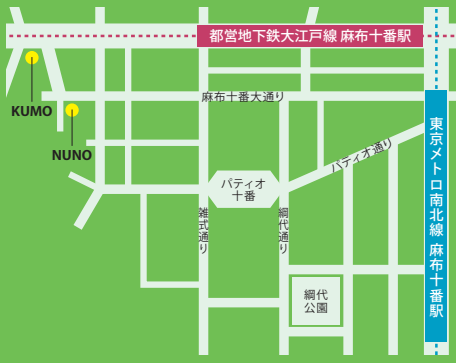 都営地下鉄大江戸線 麻布十番駅
麻布十番大通り
KUMO
NUNO
東京メトロ南北線 麻布十番駅
パティオ通り
パティオ
十番
雑式通り
綱代通り
綱代
公園